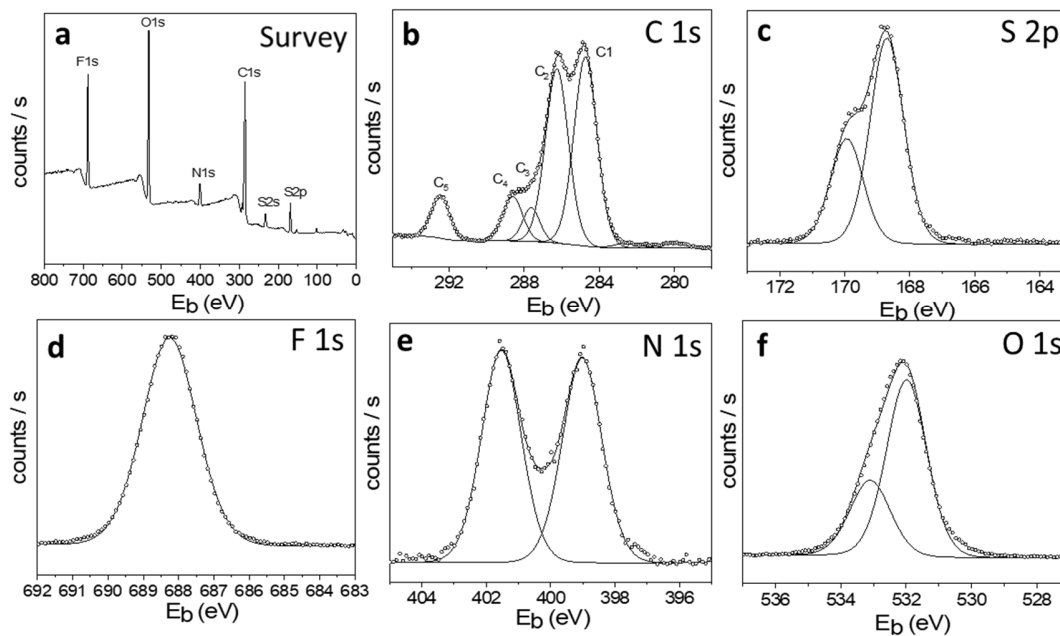 a
Survey
O1s
F1s
C1s
N1s
S2s
S2p
counts / s
800 700 600 500 400 300 200 100 0
E_b (eV)
b
C 1s
C1
C₂
C₃
C₄
C₅
counts / s
292 288 284 280
E_b (eV)
c
S 2p
counts / s
172 170 168 166 164
E_b (eV)
d
F 1s
counts / s
692 691 690 689 688 687 686 685 684 683
E_b (eV)
e
N 1s
counts / s
404 402 400 398 396
E_b (eV)
f
O 1s
counts / s
536 534 532 530 528
E_b (eV)